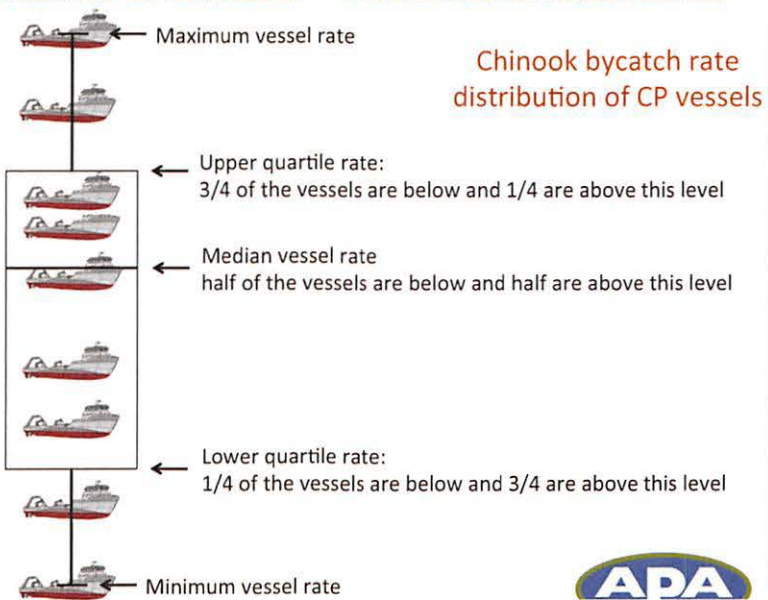 Maximum vessel rate
Chinook bycatch rate
distribution of CP vessels
Upper quartile rate:
3/4 of the vessels are below and 1/4 are above this level
Median vessel rate
half of the vessels are below and half are above this level
Lower quartile rate:
1/4 of the vessels are below and 3/4 are above this level
Minimum vessel rate
APA